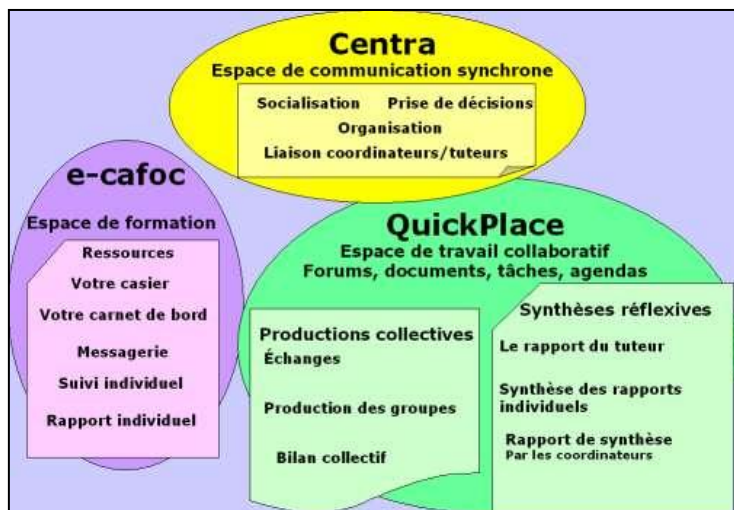 Centra
Espace de communication synchrone
Socialisation Prise de décisions
Organisation
Liaison coordinateurs/tuteurs
e-cafoc
Espace de formation
Ressources
Votre casier
Votre carnet de bord
Messagerie
Suivi individuel
Rapport individuel
QuickPlace
Espace de travail collaboratif
Forums, documents, tâches, agendas
Productions collectives
Échanges
Production des groupes
Bilan collectif
Synthèses réflexives
Le rapport du tuteur
Synthèse des rapports
individuels
Rapport de synthèse
Par les coordinateurs